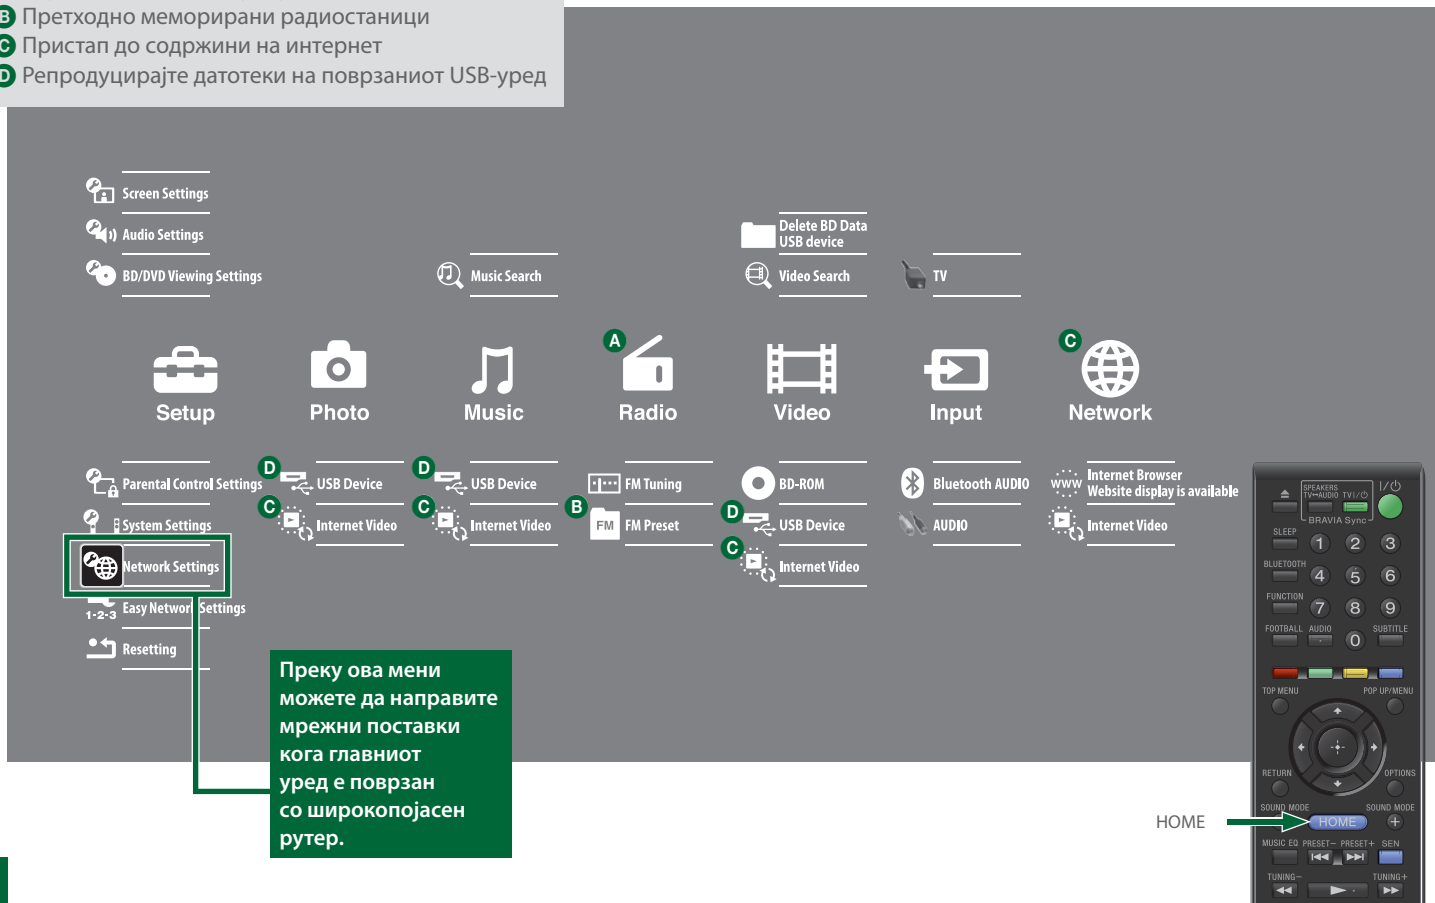 B Претходно меморирани радиостаници
C Пристап до содржини на интернет
D Репродуцирајте датотеки на поврзаниот USB-уред
Screen Settings
Audio Settings
BD/DVD Viewing Settings
Music Search
Delete BD Data
USB device
Video Search
TV
A
C
Setup
Photo
Music
Radio
Video
Input
Network
Parental Control Settings
System Settings
Network Settings
1-2-3 Easy Network Settings
Resetting
D USB Device
C Internet Video
D USB Device
C Internet Video
FM Tuning
B FM FM Preset
BD-ROM
D USB Device
C Internet Video
Bluetooth AUDIO
AUDIO
www Internet Browser
Website display is available
Internet Video
Преку ова мени
можете да направите
мрежни поставки
кога главниот
уред е поврзан
со широкопојасен
рутер.
HOME
SPEAKERS
TV↔AUDIO TV I/⏻ I/⏻
BRAVIA Sync
SLEEP
1 2 3
BLUETOOTH
4 5 6
FUNCTION
7 8 9
FOOTBALL AUDIO 0 SUBTITLE
TOP MENU POP UP/MENU
RETURN OPTIONS
SOUND MODE SOUND MODE
HOME +
MUSIC EQ PRESET– PRESET+ SEN
TUNING– TUNING+